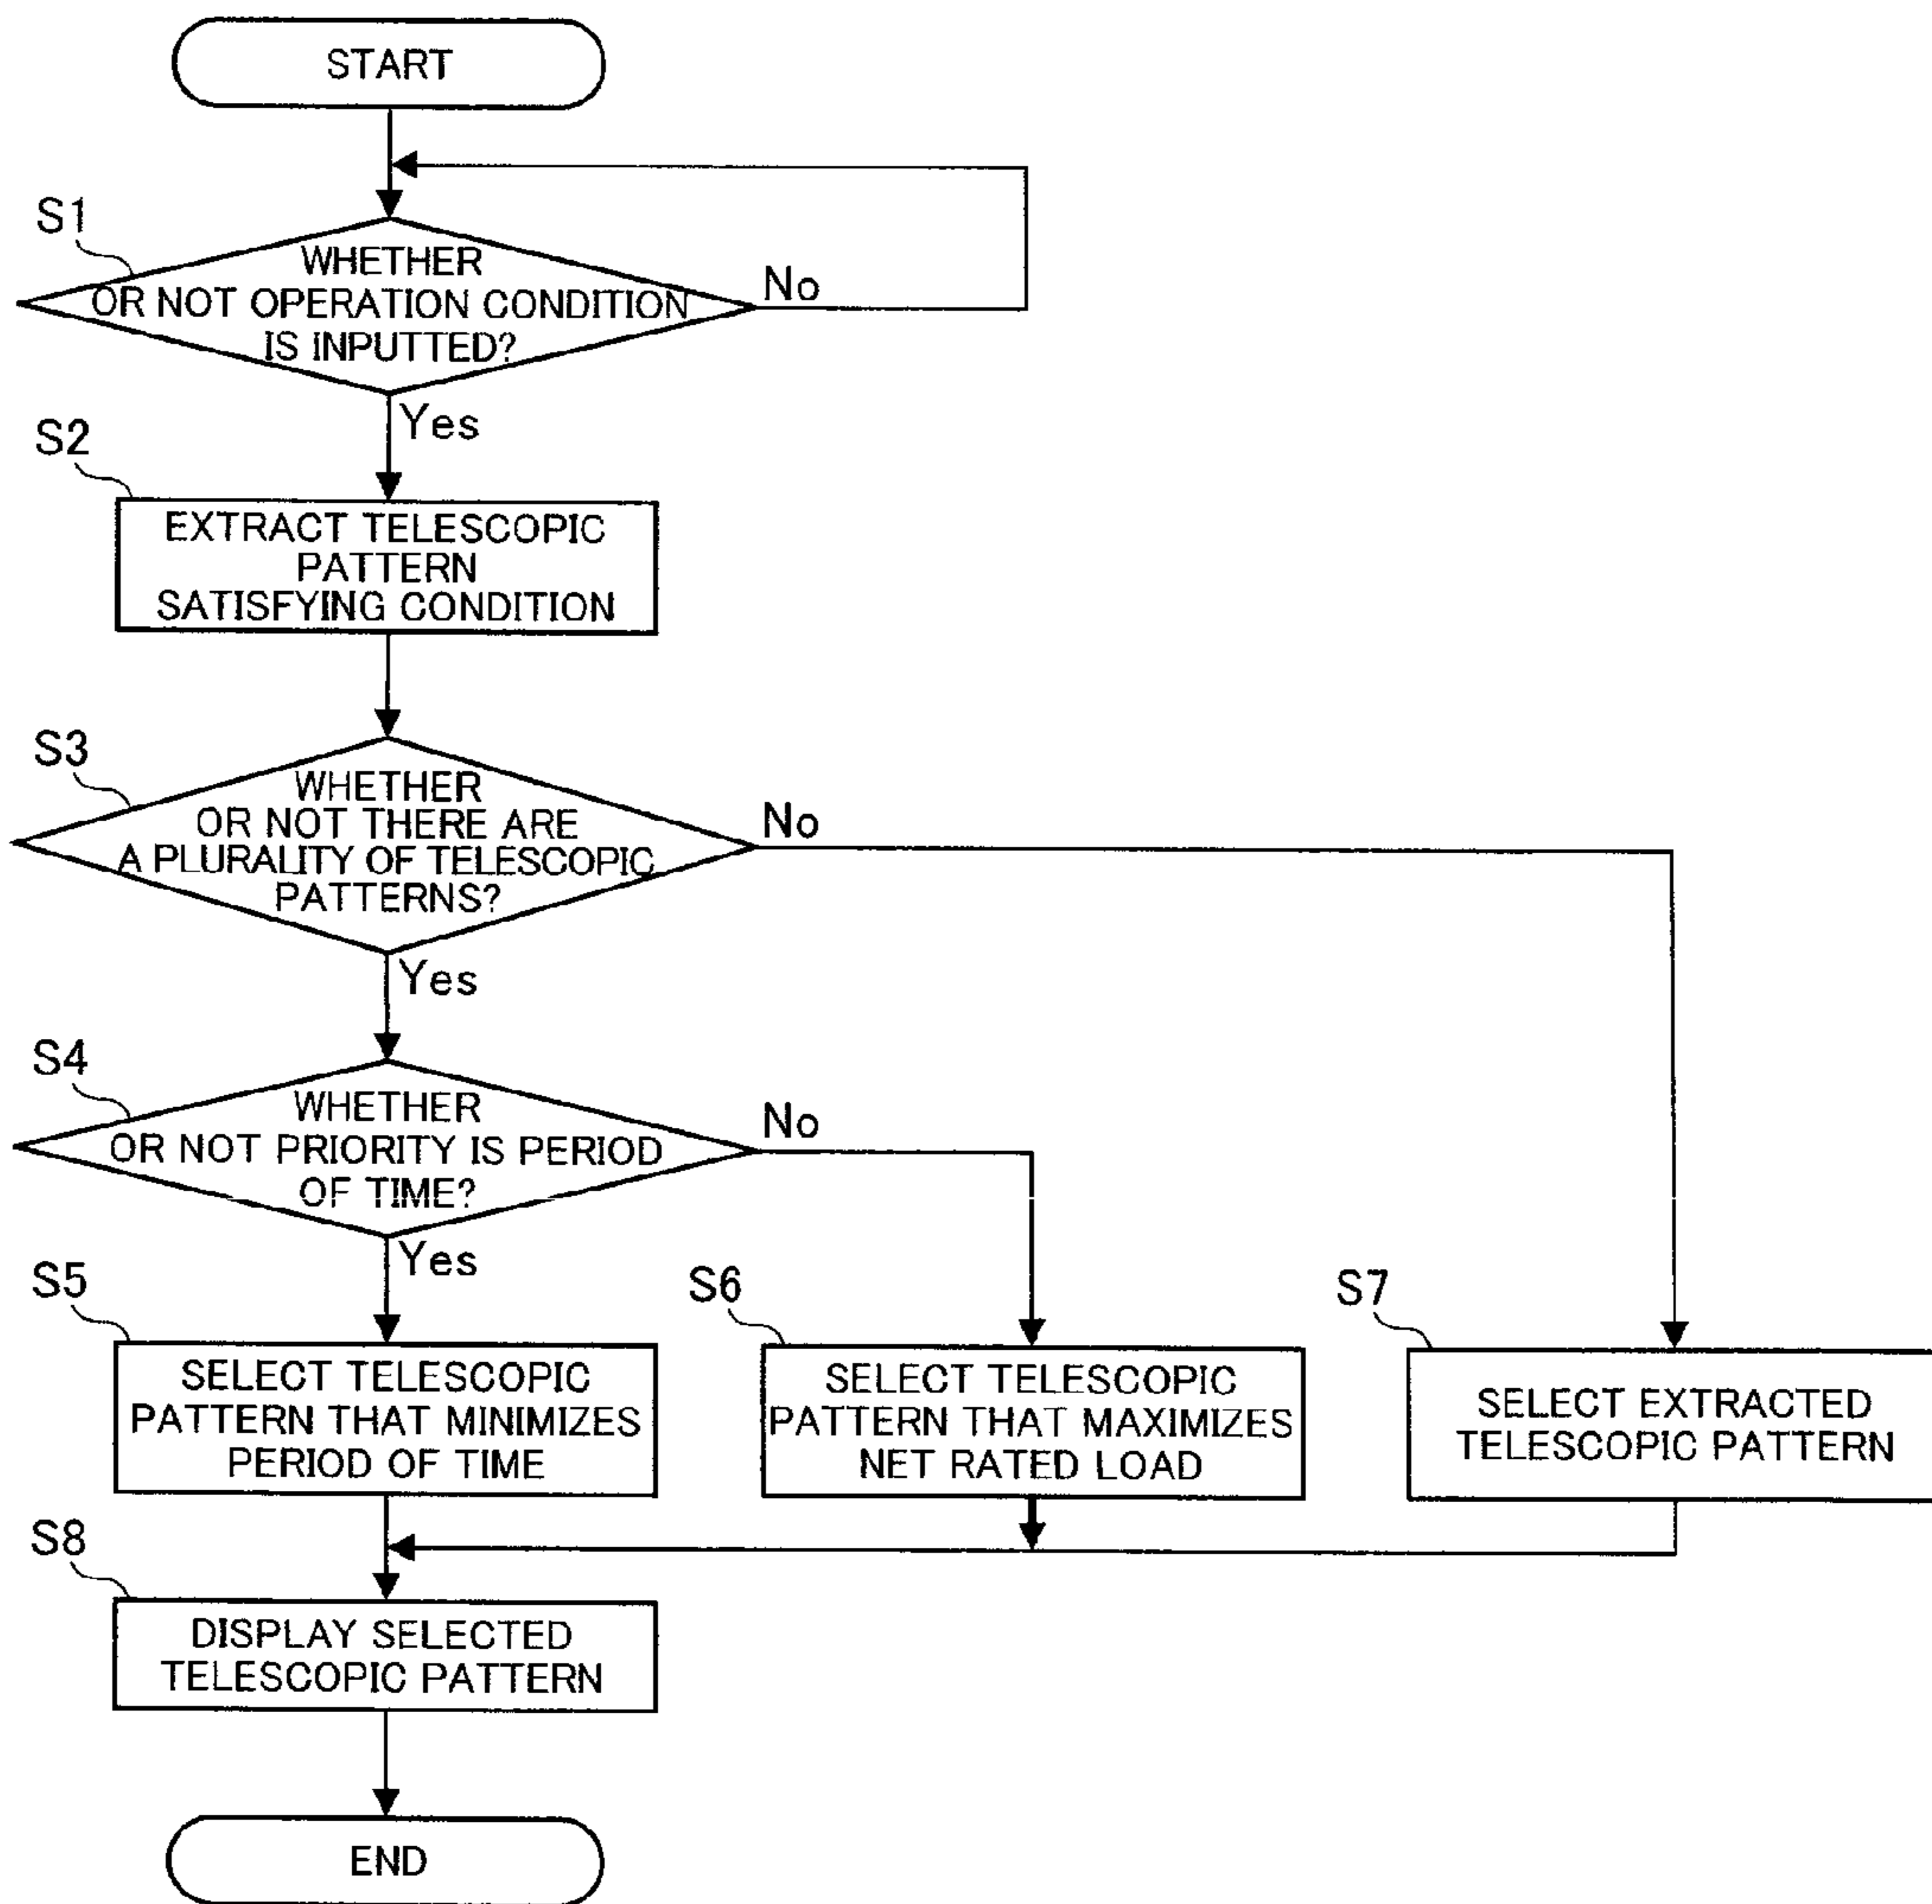 START
S1
WHETHER
OR NOT OPERATION CONDITION
IS INPUTTED?
No
Yes
S2
EXTRACT TELESCOPIC
PATTERN
SATISFYING CONDITION
S3
WHETHER
OR NOT THERE ARE
A PLURALITY OF TELESCOPIC
PATTERNS?
No
Yes
S4
WHETHER
OR NOT PRIORITY IS PERIOD
OF TIME?
No
Yes
S5
SELECT TELESCOPIC
PATTERN THAT MINIMIZES
PERIOD OF TIME
S6
SELECT TELESCOPIC
PATTERN THAT MAXIMIZES
NET RATED LOAD
S7
SELECT EXTRACTED
TELESCOPIC PATTERN
S8
DISPLAY SELECTED
TELESCOPIC PATTERN
END